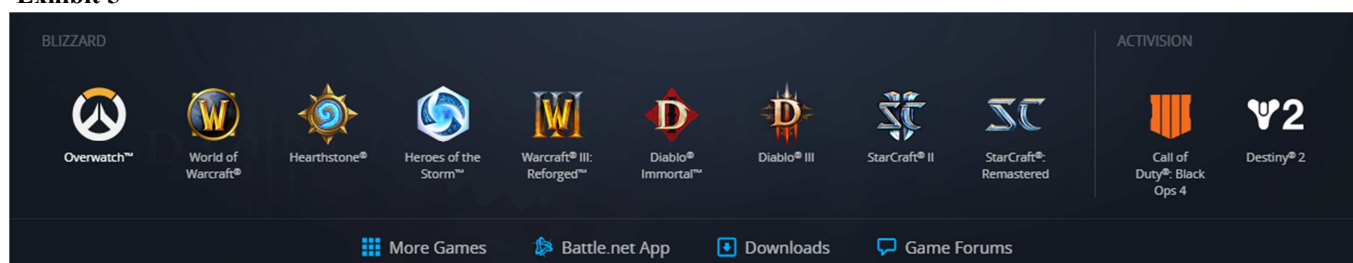 Exhibit 5
BLIZZARD
ACTIVISION
Overwatch™
World of
Warcraft®
Hearthstone®
Heroes of the
Storm™
Warcraft® III:
Reforged™
Diablo®
Immortal™
Diablo® III
StarCraft® II
StarCraft®:
Remastered
Call of
Duty®: Black
Ops 4
Destiny® 2
More Games
Battle.net App
Downloads
Game Forums